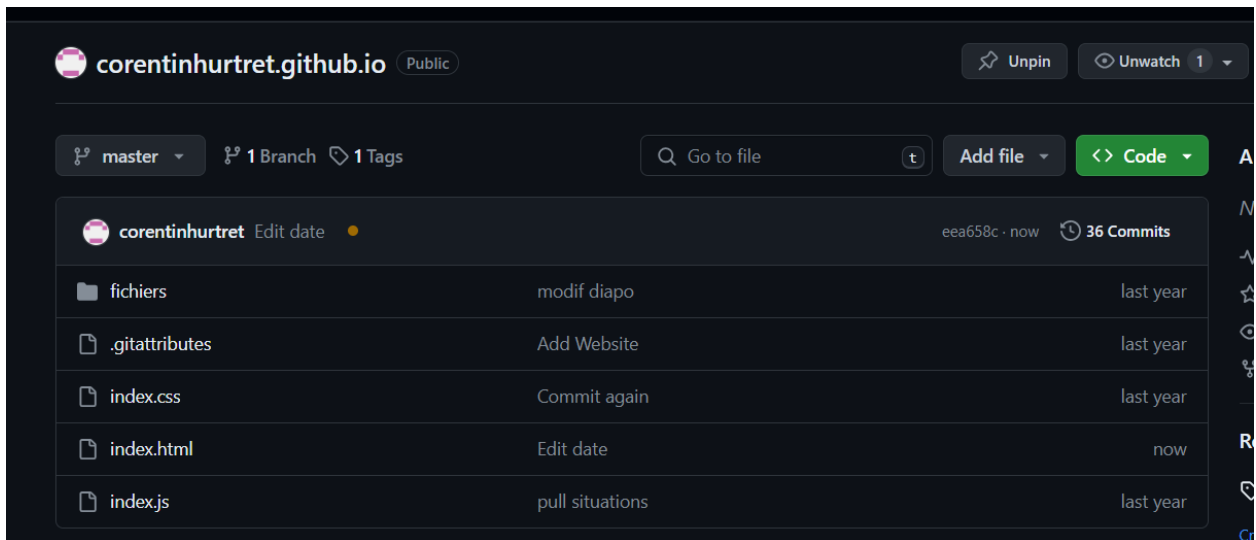 corentinhurtret.github.io Public Unpin Unwatch 1
master 1 Branch 1 Tags Go to file t Add file Code
corentinhurtret Edit date eea658c · now 36 Commits
fichiers modif diapo last year
.gitattributes Add Website last year
index.css Commit again last year
index.html Edit date now
index.js pull situations last year